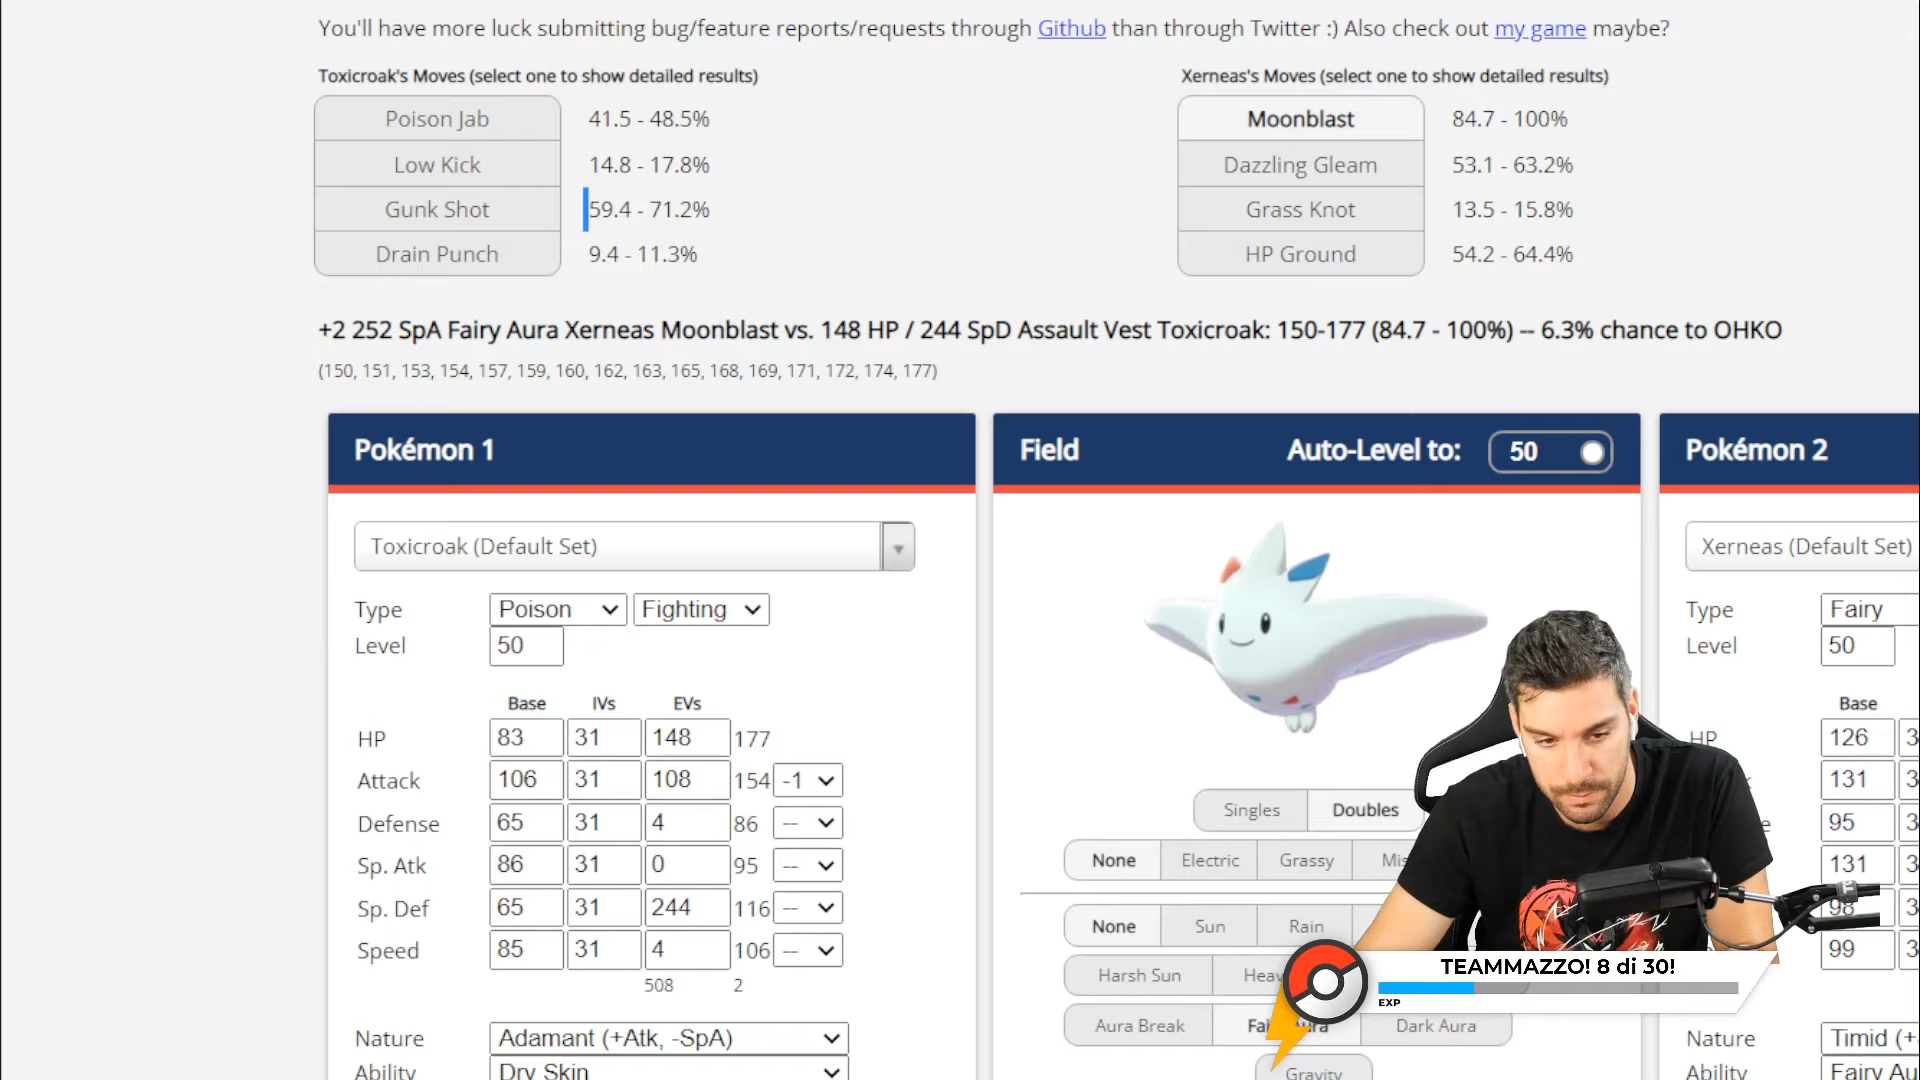 You'll have more luck submitting bug/feature reports/requests through Github than through Twitter :) Also check out my game maybe?
Toxicroak's Moves (select one to show detailed results)
Poison Jab 41.5 - 48.5%
Low Kick 14.8 - 17.8%
Gunk Shot 59.4 - 71.2%
Drain Punch 9.4 - 11.3%
Xerneas's Moves (select one to show detailed results)
Moonblast 84.7 - 100%
Dazzling Gleam 53.1 - 63.2%
Grass Knot 13.5 - 15.8%
HP Ground 54.2 - 64.4%
+2 252 SpA Fairy Aura Xerneas Moonblast vs. 148 HP / 244 SpD Assault Vest Toxicroak: 150-177 (84.7 - 100%) -- 6.3% chance to OHKO
(150, 151, 153, 154, 157, 159, 160, 162, 163, 165, 168, 169, 171, 172, 174, 177)
Pokémon 1
Toxicroak (Default Set)
Type Poison Fighting
Level 50
Base IVs EVs
HP 83 31 148 177
Attack 106 31 108 154 -1
Defense 65 31 4 86 --
Sp. Atk 86 31 0 95 --
Sp. Def 65 31 244 116 --
Speed 85 31 4 106 --
508 2
Nature Adamant (+Atk, -SpA)
Ability Dry Skin
Field Auto-Level to: 50
Singles Doubles
None Electric Grassy
None Sun Rain
Harsh Sun
Aura Break Dark Aura
Gravity
Pokémon 2
Xerneas (Default Set)
Type Fairy
Level 50
Base
HP 126
131
95
131
98
99
Nature Timid (+
Ability Fairy Au
TEAMMAZZO! 8 di 30!
EXP